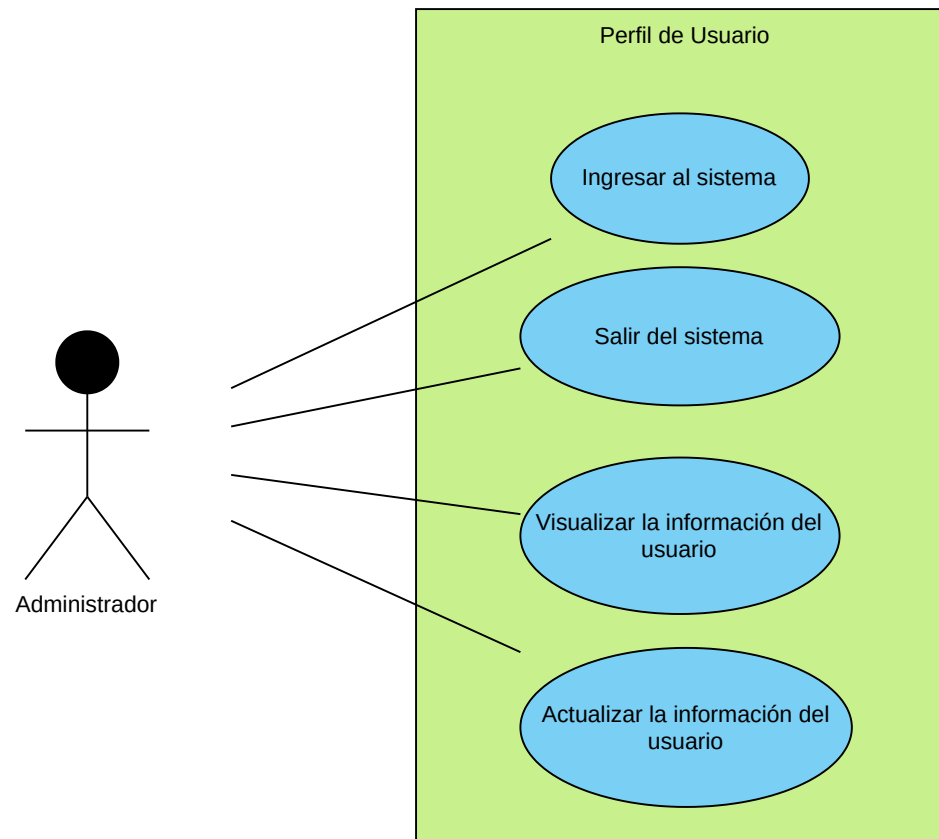 Perfil de Usuario
Ingresar al sistema
Salir del sistema
Visualizar la información del
usuario
Actualizar la información del
usuario
Administrador